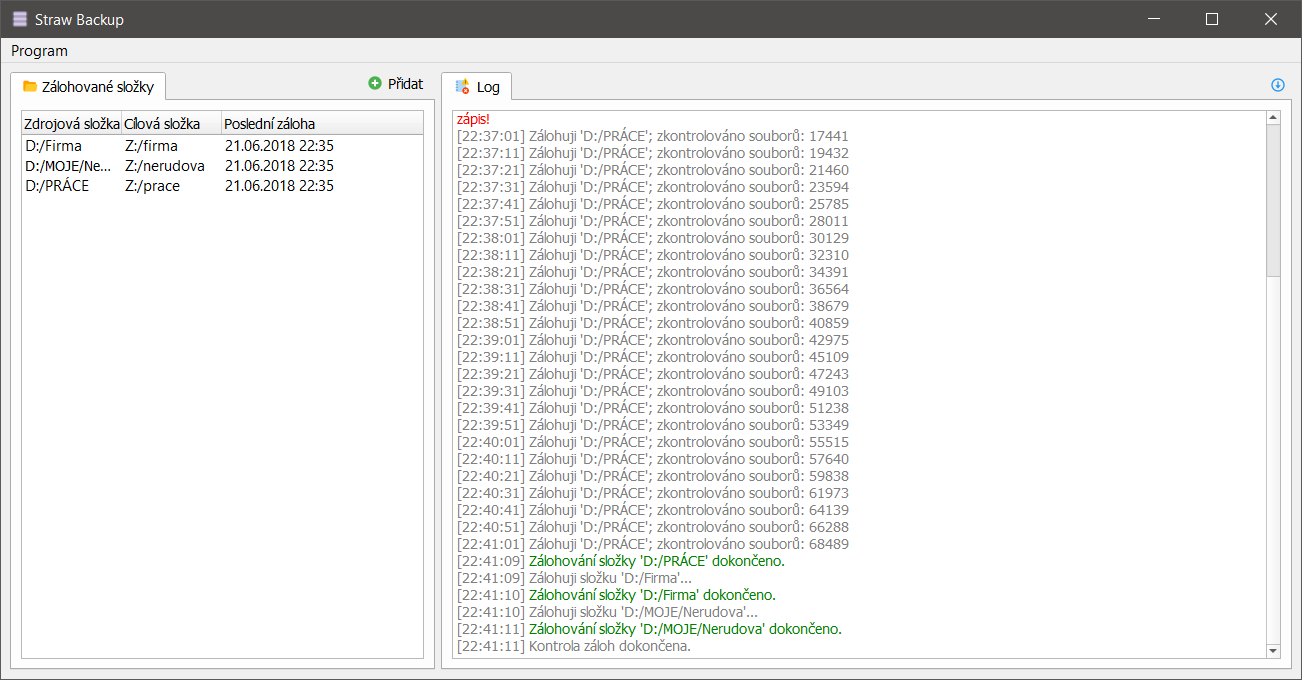 Straw Backup
Program
Zálohované složky
Přidat
Zdrojová složka Cílová složka Poslední záloha
D:/Firma Z:/firma 21.06.2018 22:35
D:/MOJE/Ne... Z:/nerudova 21.06.2018 22:35
D:/PRÁCE Z:/prace 21.06.2018 22:35
Log
zápis!
[22:37:01] Zálohuji 'D:/PRÁCE'; zkontrolováno souborů: 17441
[22:37:11] Zálohuji 'D:/PRÁCE'; zkontrolováno souborů: 19432
[22:37:21] Zálohuji 'D:/PRÁCE'; zkontrolováno souborů: 21460
[22:37:31] Zálohuji 'D:/PRÁCE'; zkontrolováno souborů: 23594
[22:37:41] Zálohuji 'D:/PRÁCE'; zkontrolováno souborů: 25785
[22:37:51] Zálohuji 'D:/PRÁCE'; zkontrolováno souborů: 28011
[22:38:01] Zálohuji 'D:/PRÁCE'; zkontrolováno souborů: 30129
[22:38:11] Zálohuji 'D:/PRÁCE'; zkontrolováno souborů: 32310
[22:38:21] Zálohuji 'D:/PRÁCE'; zkontrolováno souborů: 34391
[22:38:31] Zálohuji 'D:/PRÁCE'; zkontrolováno souborů: 36564
[22:38:41] Zálohuji 'D:/PRÁCE'; zkontrolováno souborů: 38679
[22:38:51] Zálohuji 'D:/PRÁCE'; zkontrolováno souborů: 40859
[22:39:01] Zálohuji 'D:/PRÁCE'; zkontrolováno souborů: 42975
[22:39:11] Zálohuji 'D:/PRÁCE'; zkontrolováno souborů: 45109
[22:39:21] Zálohuji 'D:/PRÁCE'; zkontrolováno souborů: 47243
[22:39:31] Zálohuji 'D:/PRÁCE'; zkontrolováno souborů: 49103
[22:39:41] Zálohuji 'D:/PRÁCE'; zkontrolováno souborů: 51238
[22:39:51] Zálohuji 'D:/PRÁCE'; zkontrolováno souborů: 53349
[22:40:01] Zálohuji 'D:/PRÁCE'; zkontrolováno souborů: 55515
[22:40:11] Zálohuji 'D:/PRÁCE'; zkontrolováno souborů: 57640
[22:40:21] Zálohuji 'D:/PRÁCE'; zkontrolováno souborů: 59838
[22:40:31] Zálohuji 'D:/PRÁCE'; zkontrolováno souborů: 61973
[22:40:41] Zálohuji 'D:/PRÁCE'; zkontrolováno souborů: 64139
[22:40:51] Zálohuji 'D:/PRÁCE'; zkontrolováno souborů: 66288
[22:41:01] Zálohuji 'D:/PRÁCE'; zkontrolováno souborů: 68489
[22:41:09] Zálohování složky 'D:/PRÁCE' dokončeno.
[22:41:09] Zálohuji složku 'D:/Firma'...
[22:41:10] Zálohování složky 'D:/Firma' dokončeno.
[22:41:10] Zálohuji složku 'D:/MOJE/Nerudova'...
[22:41:11] Zálohování složky 'D:/MOJE/Nerudova' dokončeno.
[22:41:11] Kontrola záloh dokončena.